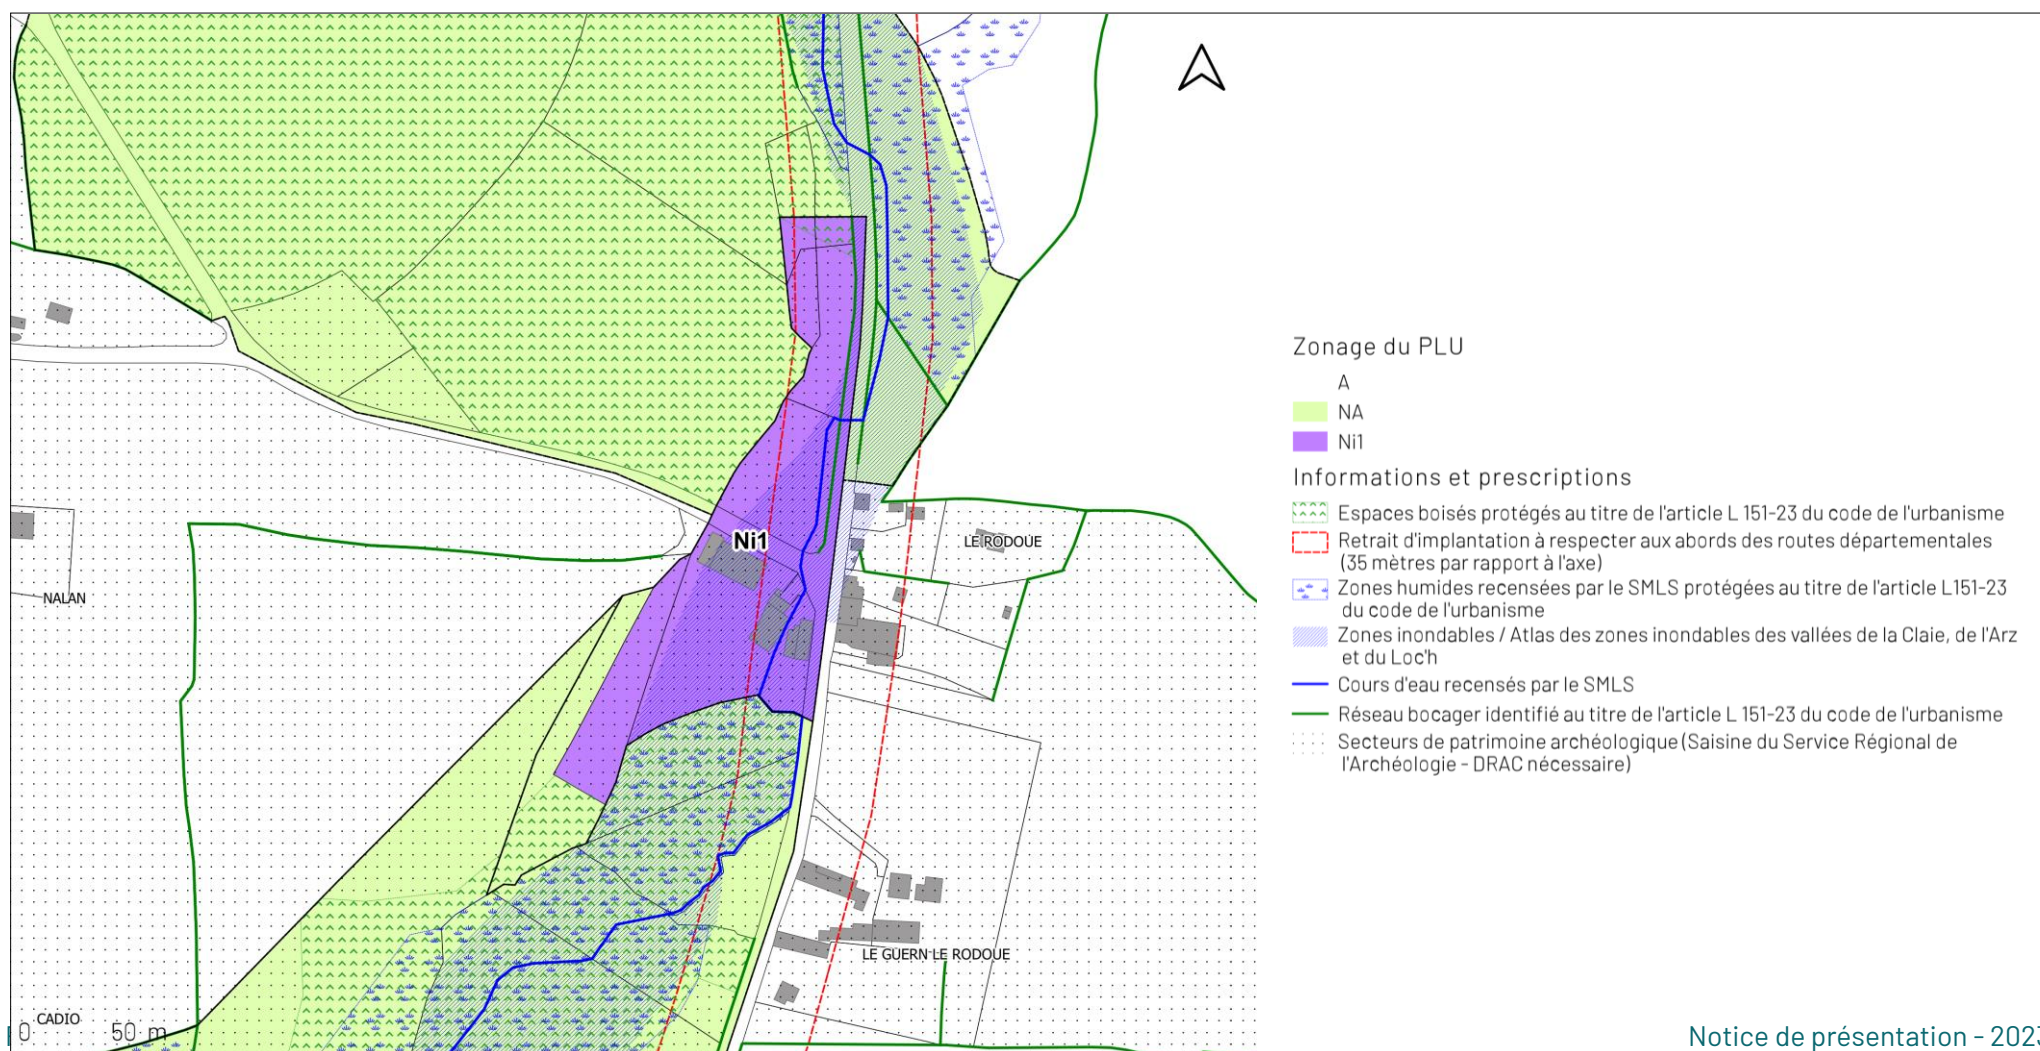 Ni1
LE RODOUE
NALAN
LE GUERN LE RODOUE
CADIO
0 50 m
Zonage du PLU
A
NA
Ni1
Informations et prescriptions
Espaces boisés protégés au titre de l'article L 151-23 du code de l'urbanisme
Retrait d'implantation à respecter aux abords des routes départementales
(35 mètres par rapport à l'axe)
Zones humides recensées par le SMLS protégées au titre de l'article L151-23
du code de l'urbanisme
Zones inondables / Atlas des zones inondables des vallées de la Claie, de l'Arz
et du Loc'h
Cours d'eau recensés par le SMLS
Réseau bocager identifié au titre de l'article L 151-23 du code de l'urbanisme
Secteurs de patrimoine archéologique (Saisine du Service Régional de
l'Archéologie - DRAC nécessaire)
Notice de présentation -